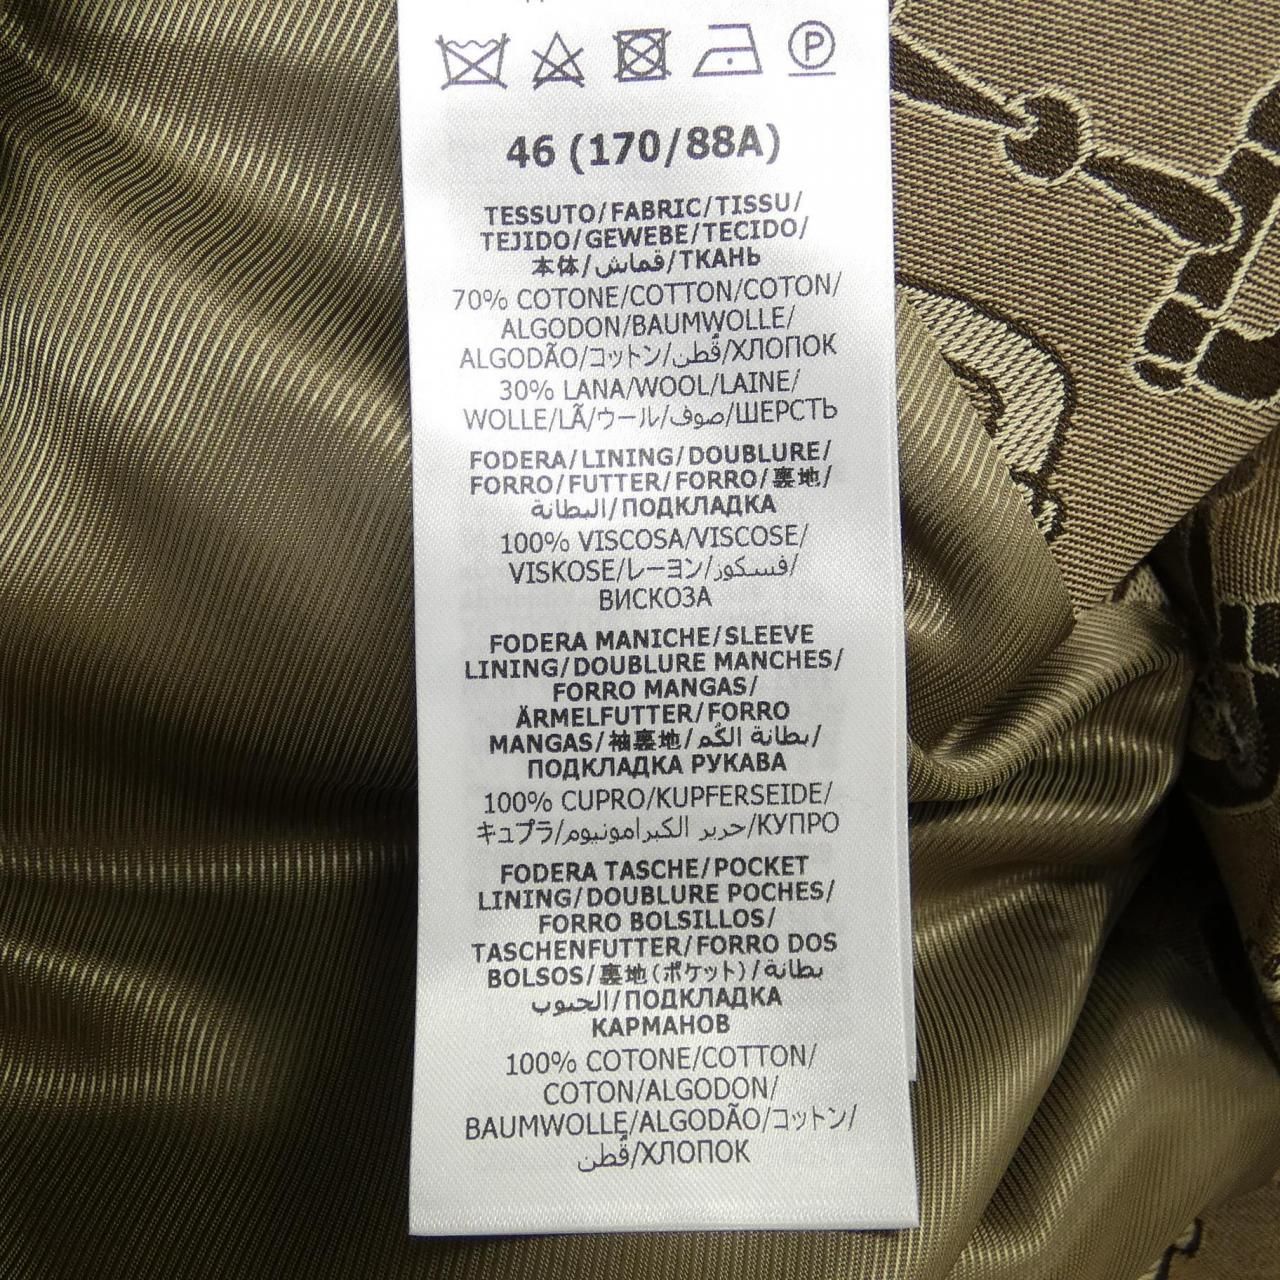 P
46 (170/88A)
TESSUTO/FABRIC/TISSU/
TEJIDO/GEWEBE/TECIDO/
本体/قماش/ТКАНЬ
70% COTONE/COTTON/COTON/
ALGODON/BAUMWOLLE/
ALGODÃO/コットン/قُطن/ХЛОПОК
30% LANA/WOOL/LAINE/
WOLLE/LÃ/ウール/صوف/ШЕРСТЬ
FODERA/LINING/DOUBLURE/
FORRO/FUTTER/FORRO/裏地/
البطانة/ПОДКЛАДКА
100% VISCOSA/VISCOSE/
VISKOSE/レーヨン/فسكوز/
ВИСКОЗА
FODERA MANICHE/SLEEVE
LINING/DOUBLURE MANCHES/
FORRO MANGAS/
ÄRMELFUTTER/FORRO
MANGAS/袖裏地/بطانة الكُم/
ПОДКЛАДКА РУКАВА
100% CUPRO/KUPFERSEIDE/
キュプラ/حرير الكبرامونيوم/КУПРО
FODERA TASCHE/POCKET
LINING/DOUBLURE POCHES/
FORRO BOLSILLOS/
TASCHENFUTTER/FORRO DOS
BOLSOS/裏地(ポケット)/بطانة
الجيوب/ПОДКЛАДКА
КАРМАНОВ
100% COTONE/COTTON/
COTON/ALGODON/
BAUMWOLLE/ALGODÃO/コットン/
قُطن/ХЛОПОК